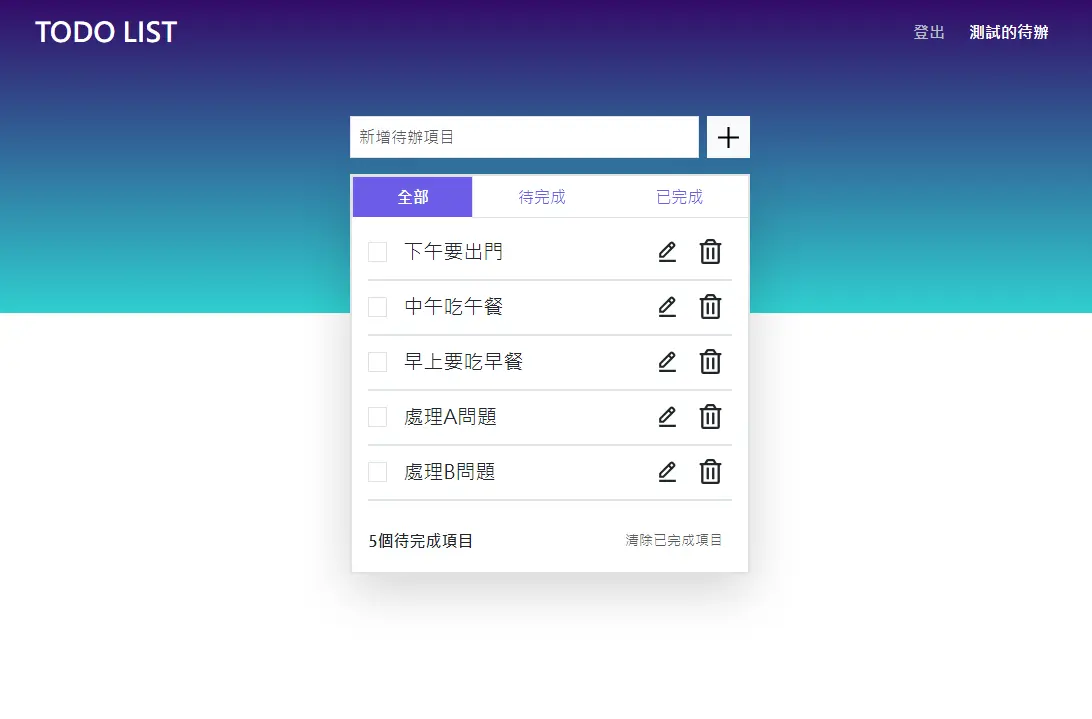 TODO LIST
登出 測試的待辦
新增待辦項目
全部 待完成 已完成
下午要出門
中午吃午餐
早上要吃早餐
處理A問題
處理B問題
5個待完成項目 清除已完成項目